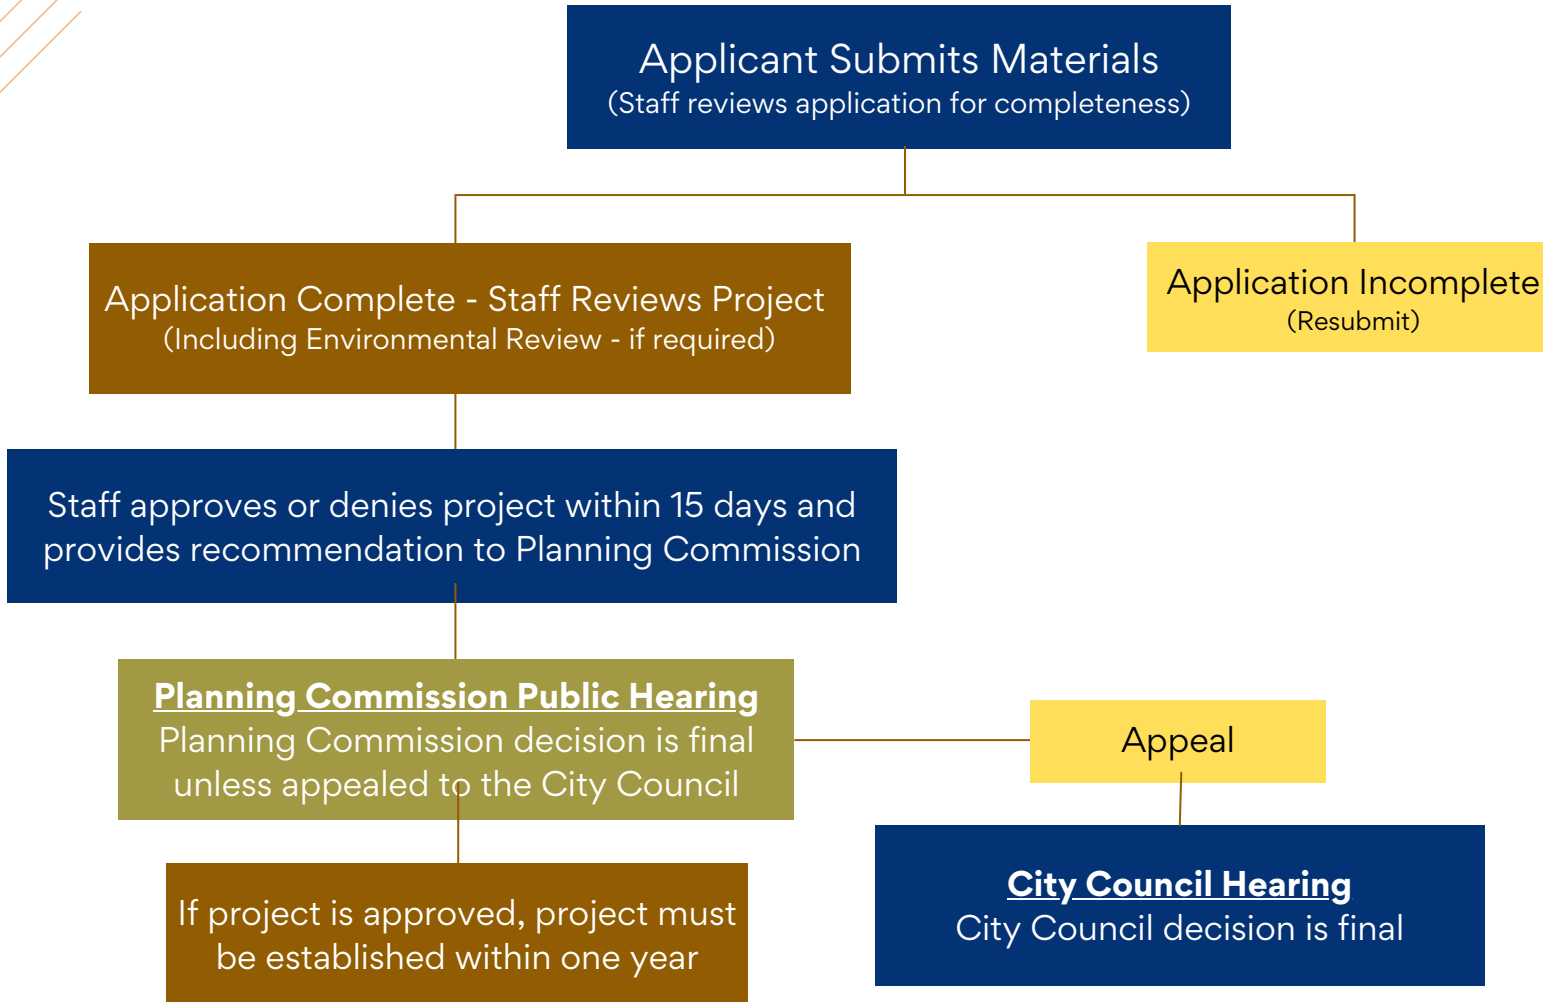 Applicant Submits Materials
(Staff reviews application for completeness)
Application Complete - Staff Reviews Project
(Including Environmental Review - if required)
Application Incomplete
(Resubmit)
Staff approves or denies project within 15 days and
provides recommendation to Planning Commission
Planning Commission Public Hearing
Planning Commission decision is final
unless appealed to the City Council
Appeal
If project is approved, project must
be established within one year
City Council Hearing
City Council decision is final